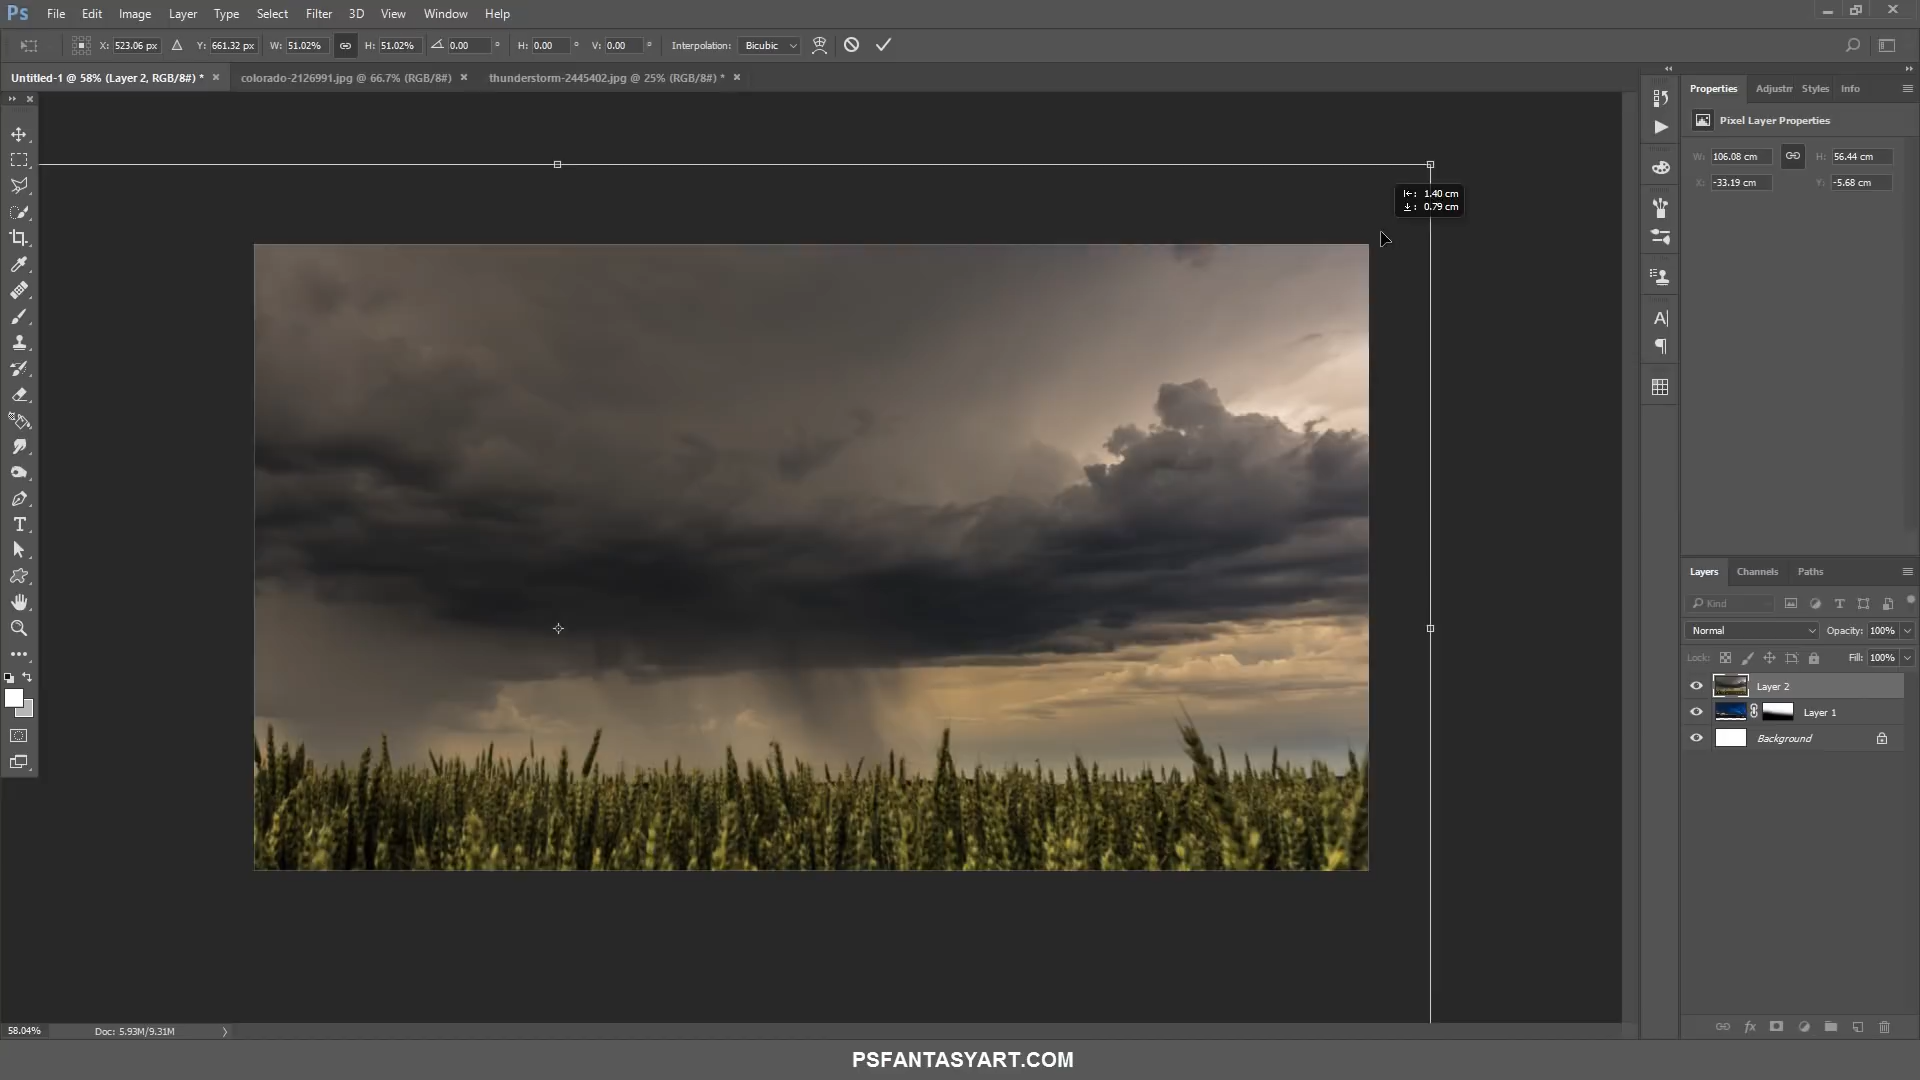 Ps File Edit Image Layer Type Select Filter 3D View Window Help
X: 523.06 px Y: 661.32 px W: 51.02% H: 51.02% 0.00 ° H: 0.00 ° V: 0.00 ° Interpolation: Bicubic
Untitled-1 @ 58% (Layer 2, RGB/8#) * × colorado-2126991.jpg @ 66.7% (RGB/8#) × thunderstorm-2445402.jpg @ 25% (RGB/8#) * ×
Properties Adjustm Styles Info
Pixel Layer Properties
W: 106.08 cm H: 56.44 cm
X: -33.19 cm Y: -5.68 cm
1.40 cm
0.79 cm
Layers Channels Paths
Kind
Normal Opacity: 100%
Lock: Fill: 100%
Layer 2
Layer 1
Background
58.04% Doc: 5.93M/9.31M
PSFANTASYART.COM